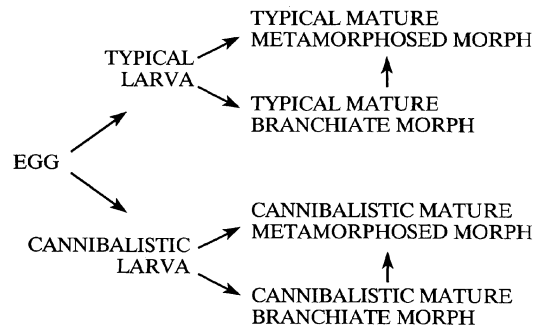 TYPICAL MATURE
METAMORPHOSED MORPH
TYPICAL
LARVA
TYPICAL MATURE
BRANCHIATE MORPH
EGG
CANNIBALISTIC MATURE
METAMORPHOSED MORPH
CANNIBALISTIC
LARVA
CANNIBALISTIC MATURE
BRANCHIATE MORPH